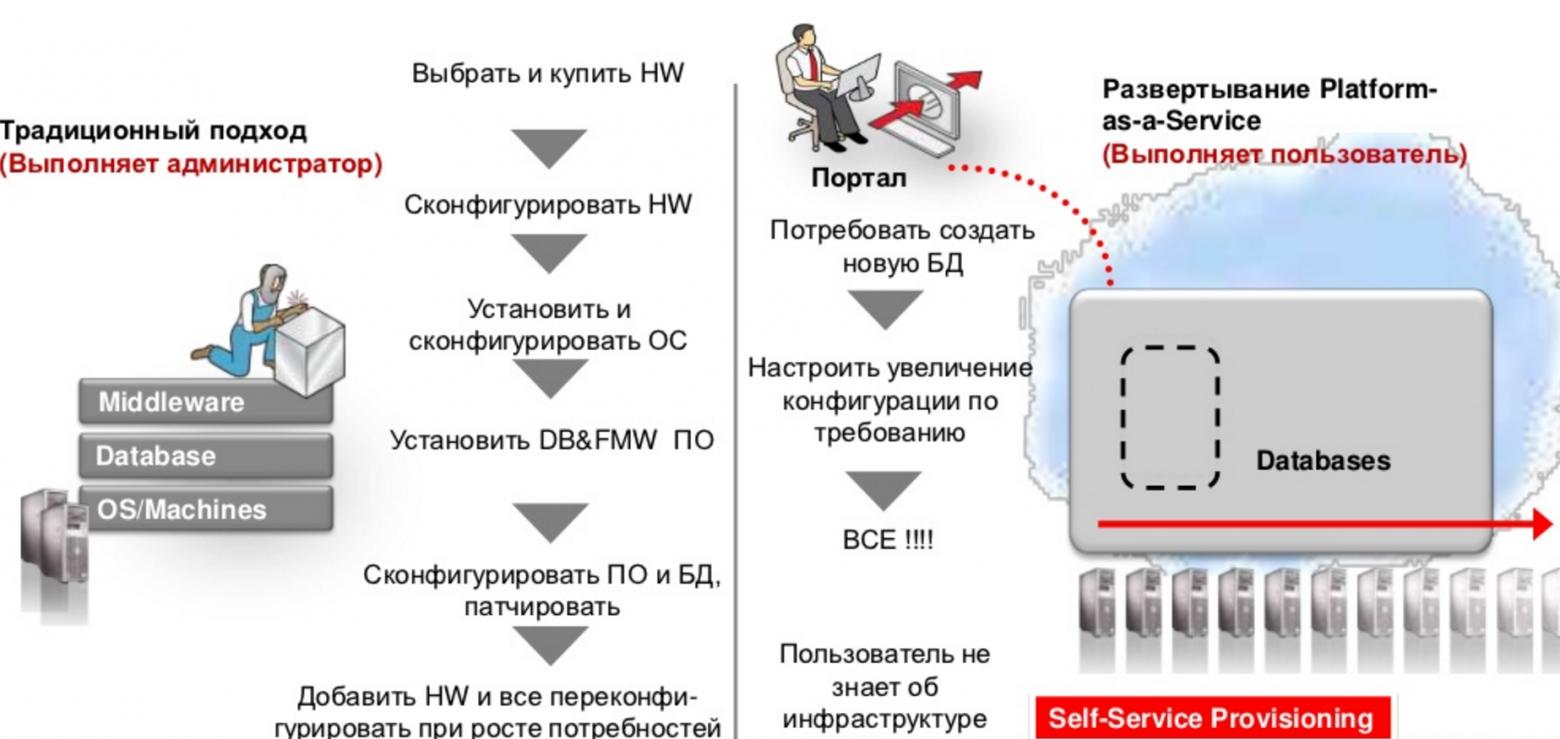 Традиционный подход
(Выполняет администратор)
Middleware
Database
OS/Machines
Выбрать и купить HW
Сконфигурировать HW
Установить и
сконфигурировать ОС
Установить DB&FMW ПО
Сконфигурировать ПО и БД,
патчировать
Добавить HW и все переконфи-
гурировать при росте потребностей
Портал
Потребовать создать
новую БД
Настроить увеличение
конфигурации по
требованию
ВСЕ !!!!
Пользователь не
знает об
инфраструктуре
Развертывание Platform-
as-a-Service
(Выполняет пользователь)
Databases
Self-Service Provisioning